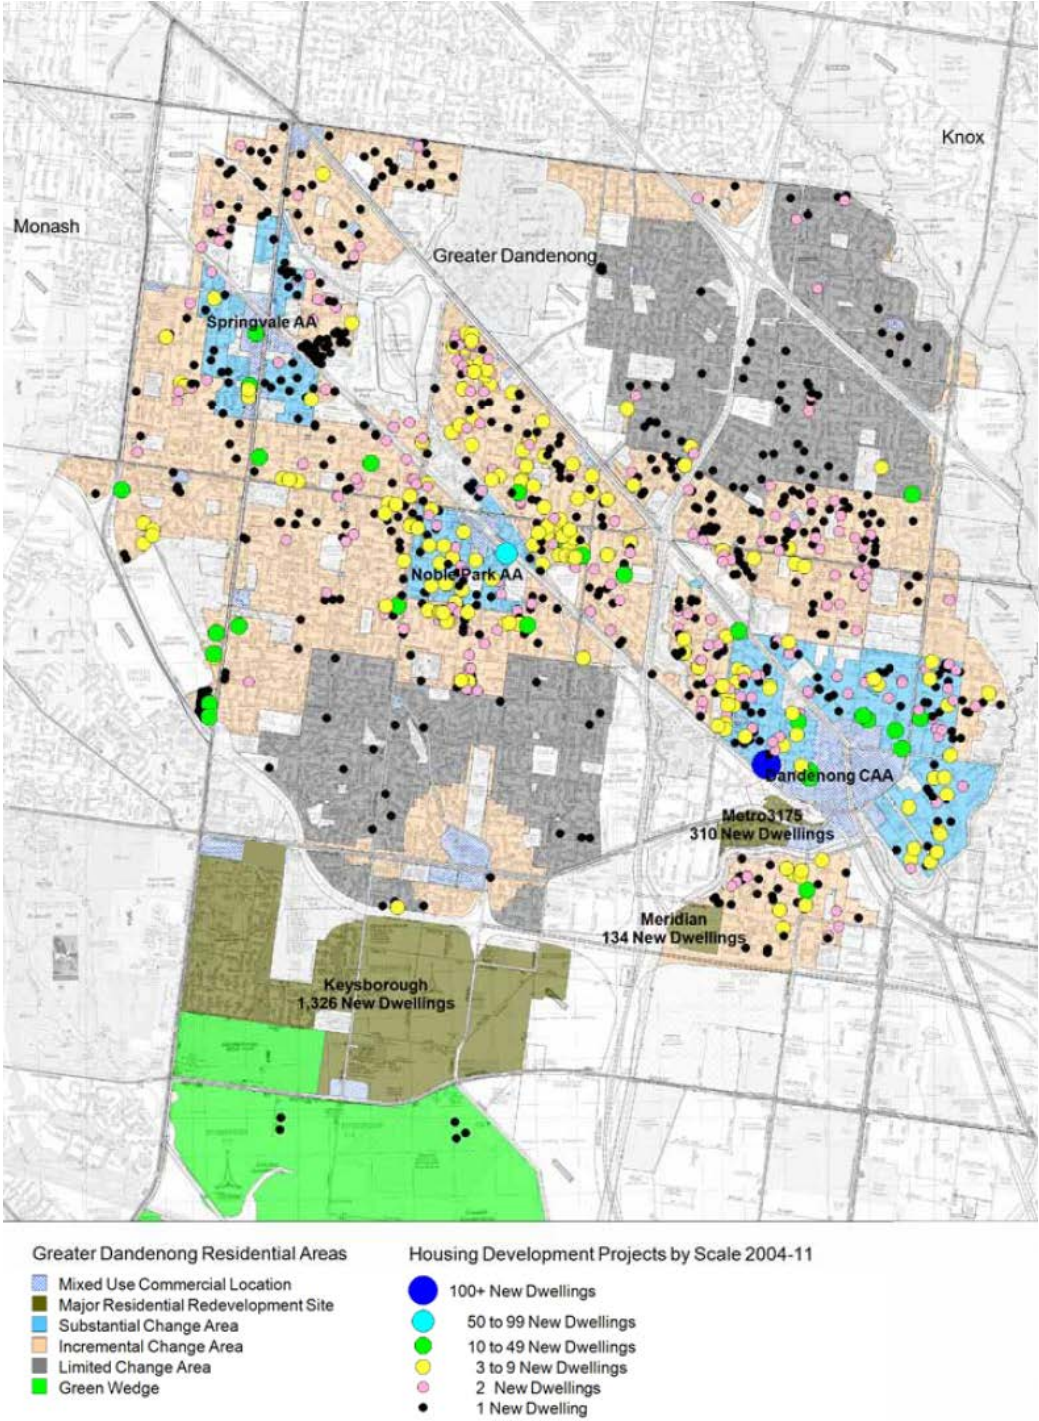 Knox
Monash
Greater Dandenong
Springvale AA
Noble Park AA
Dandenong CAA
Metro3175
310 New Dwellings
Meridian
134 New Dwellings
Keysborough
1,326 New Dwellings
Greater Dandenong Residential Areas
Mixed Use Commercial Location
Major Residential Redevelopment Site
Substantial Change Area
Incremental Change Area
Limited Change Area
Green Wedge
Housing Development Projects by Scale 2004-11
100+ New Dwellings
50 to 99 New Dwellings
10 to 49 New Dwellings
3 to 9 New Dwellings
2 New Dwellings
1 New Dwelling